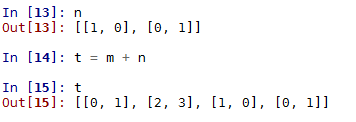 In [13]: n
Out[13]: [[1, 0], [0, 1]]
In [14]: t = m + n
In [15]: t
Out[15]: [[0, 1], [2, 3], [1, 0], [0, 1]]